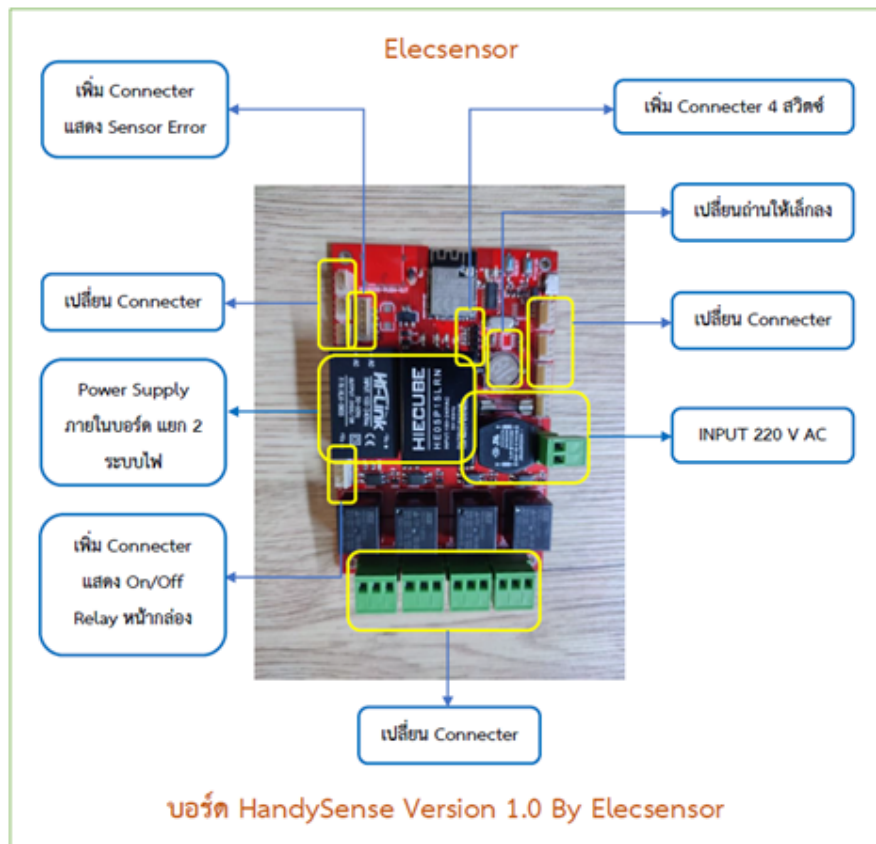 Elecsensor
เพิ่ม Connecter
แสดง Sensor Error
เพิ่ม Connecter 4 สวิตซ์
เปลี่ยนถ่านให้เล็กลง
เปลี่ยน Connecter
เปลี่ยน Connecter
Power Supply
ภายในบอร์ด แยก 2
ระบบไฟ
INPUT 220 V AC
HI-Link
HIECUBE
HE05P15LRN
เพิ่ม Connecter
แสดง On/Off
Relay หน้ากล่อง
เปลี่ยน Connecter
บอร์ด HandySense Version 1.0 By Elecsensor